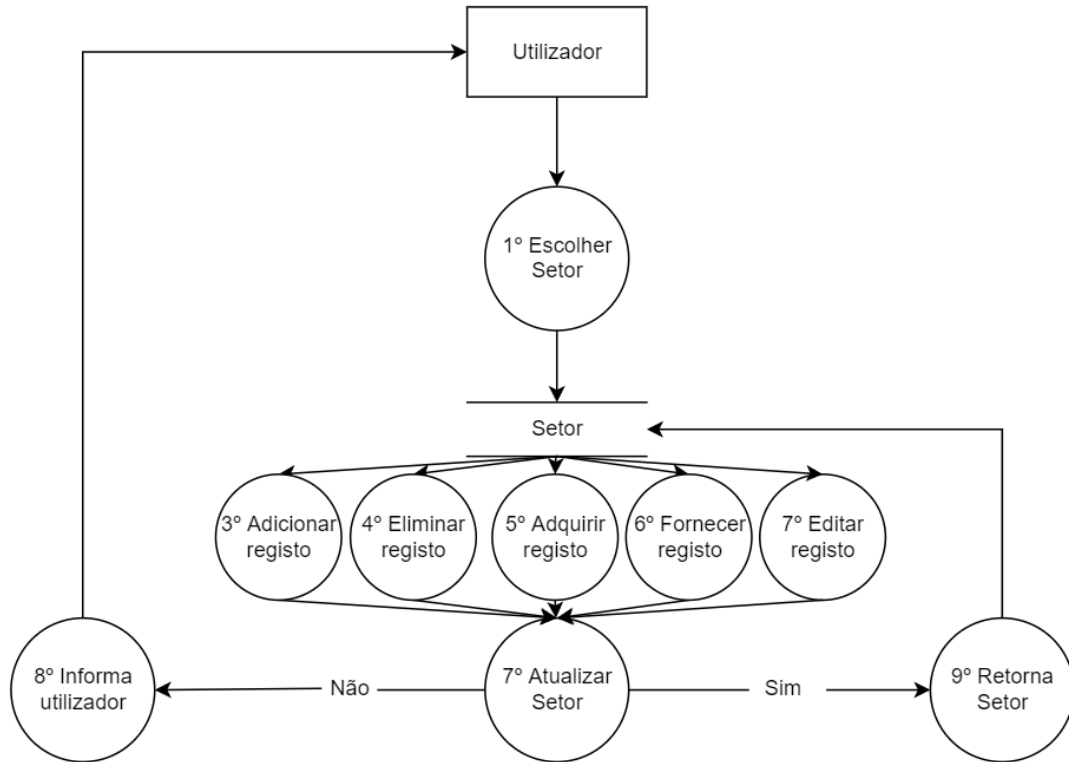 Utilizador
1º Escolher
Setor
Setor
3º Adicionar
registo
4º Eliminar
registo
5º Adquirir
registo
6º Fornecer
registo
7º Editar
registo
8º Informa
utilizador
Não
7º Atualizar
Setor
Sim
9º Retorna
Setor